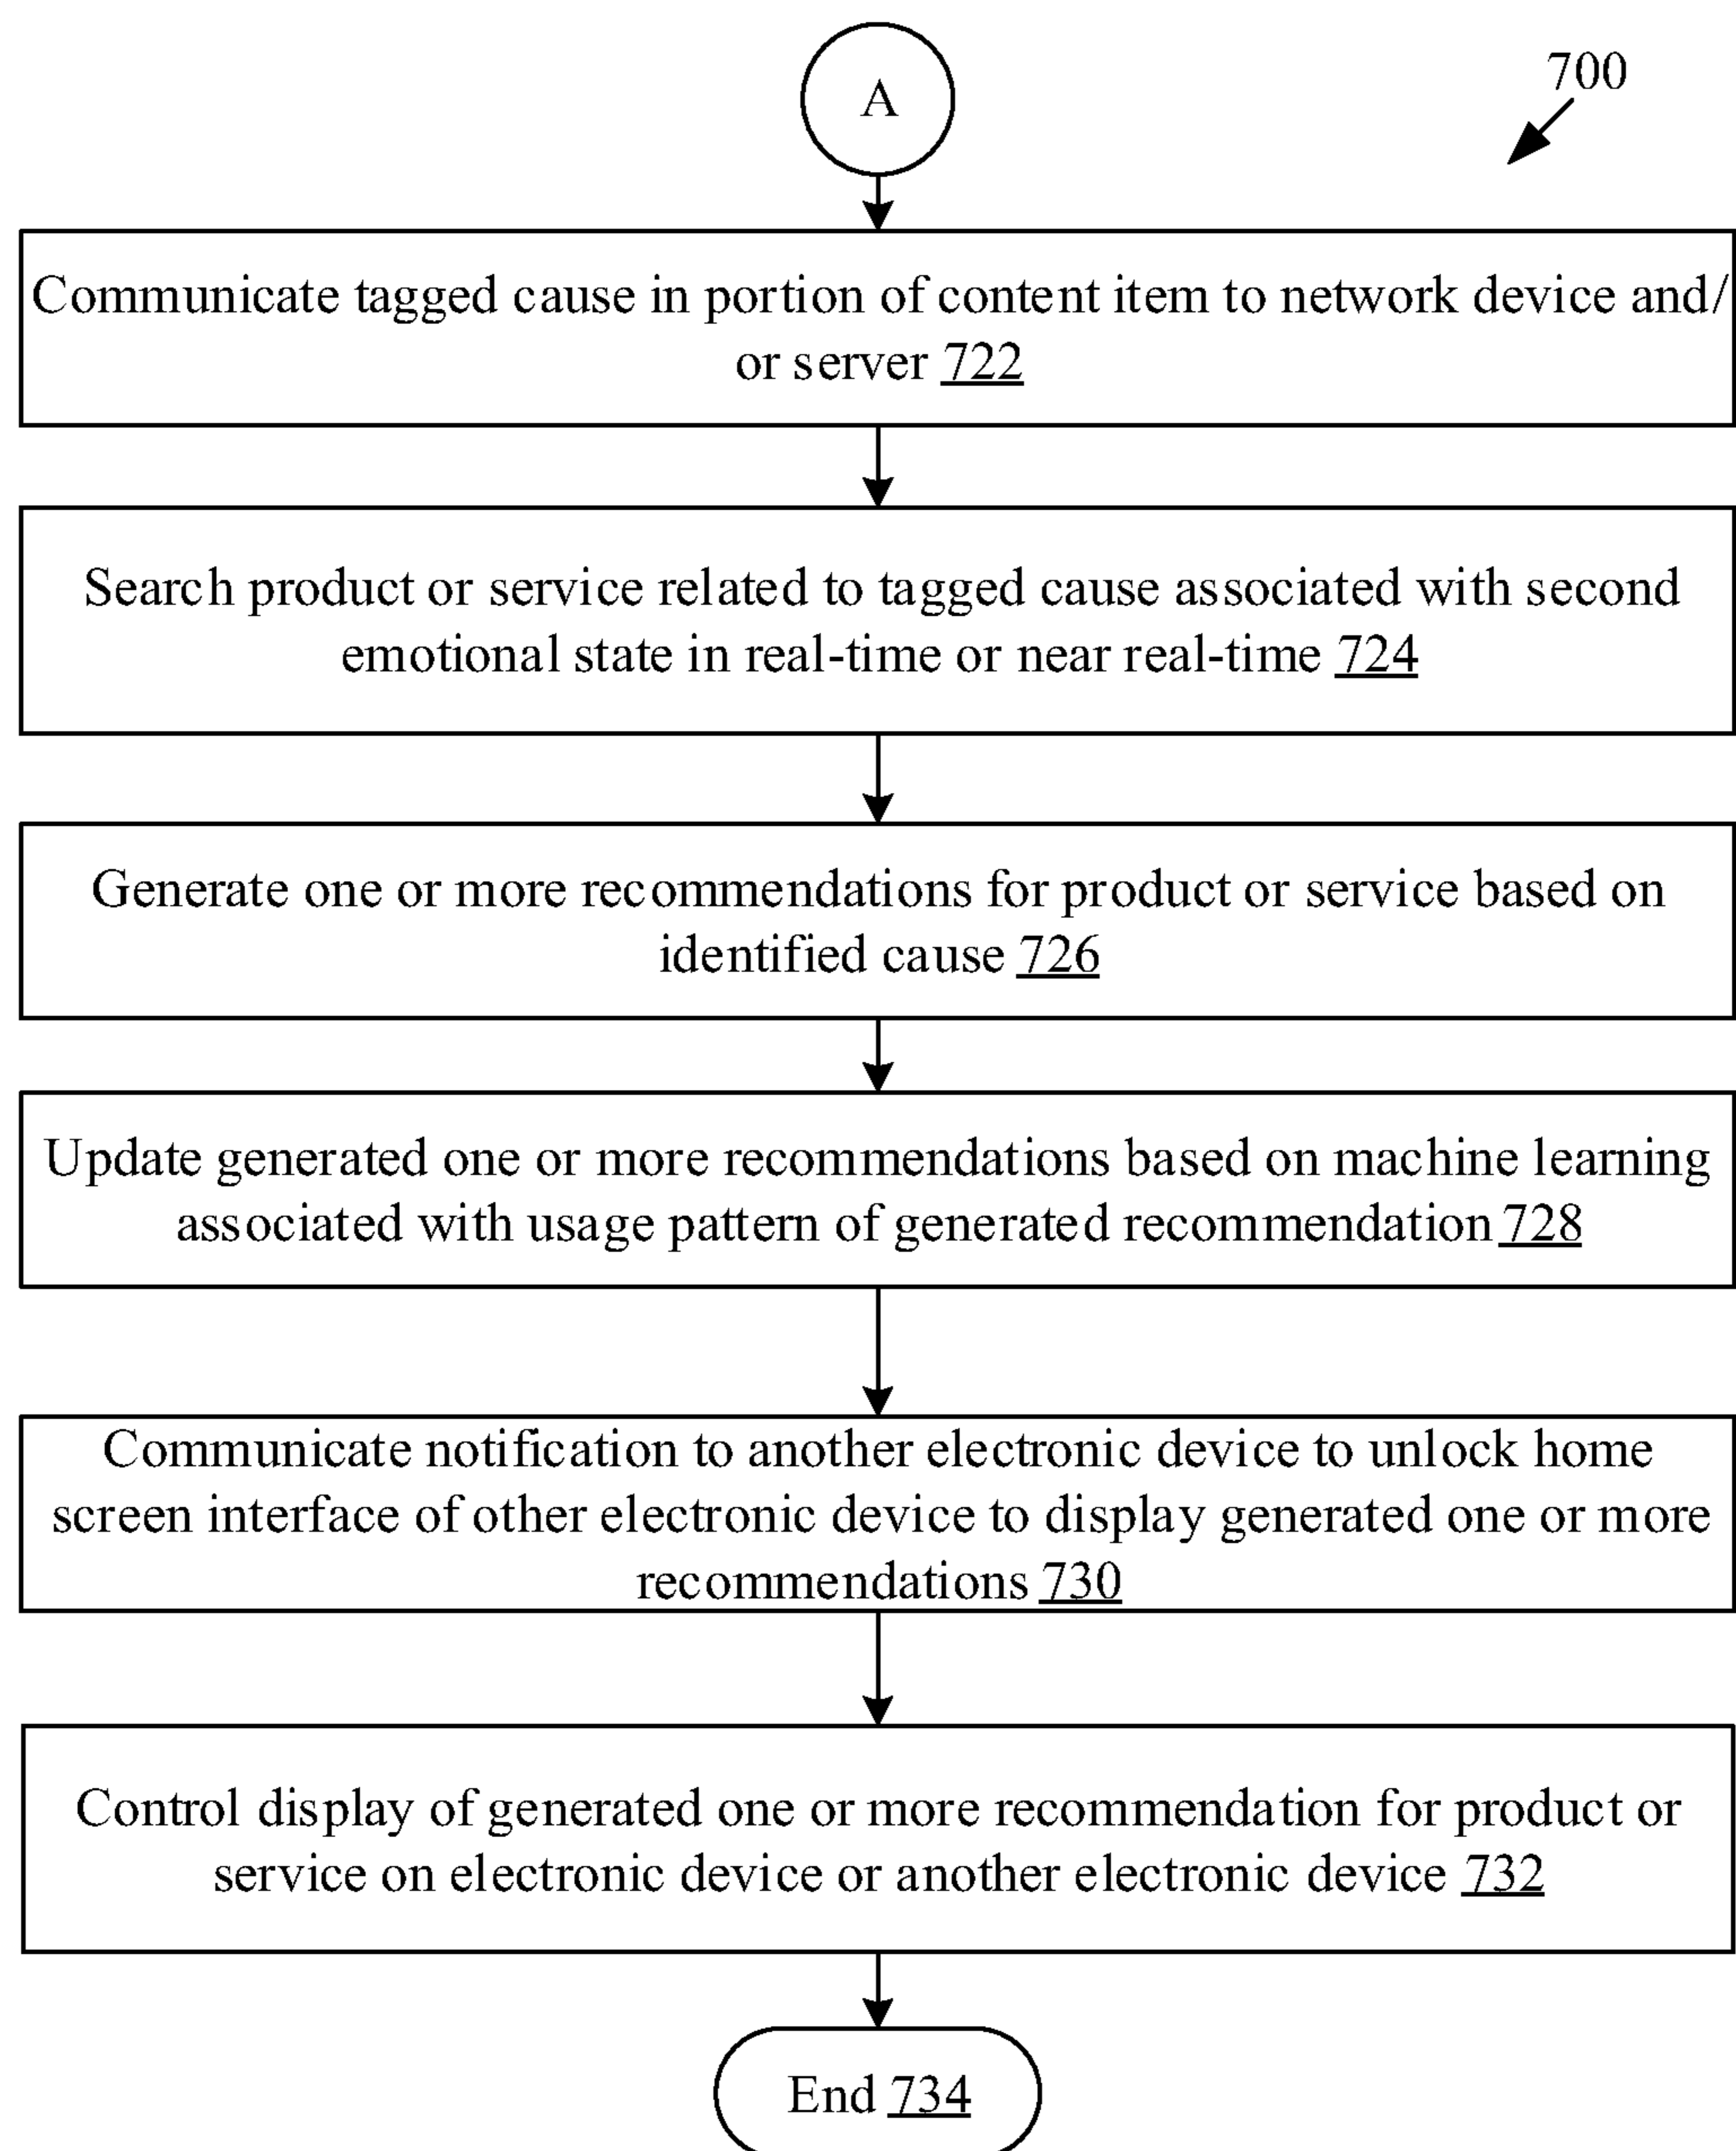 A
700
Communicate tagged cause in portion of content item to network device and/
or server 722
Search product or service related to tagged cause associated with second
emotional state in real-time or near real-time 724
Generate one or more recommendations for product or service based on
identified cause 726
Update generated one or more recommendations based on machine learning
associated with usage pattern of generated recommendation 728
Communicate notification to another electronic device to unlock home
screen interface of other electronic device to display generated one or more
recommendations 730
Control display of generated one or more recommendation for product or
service on electronic device or another electronic device 732
End 734